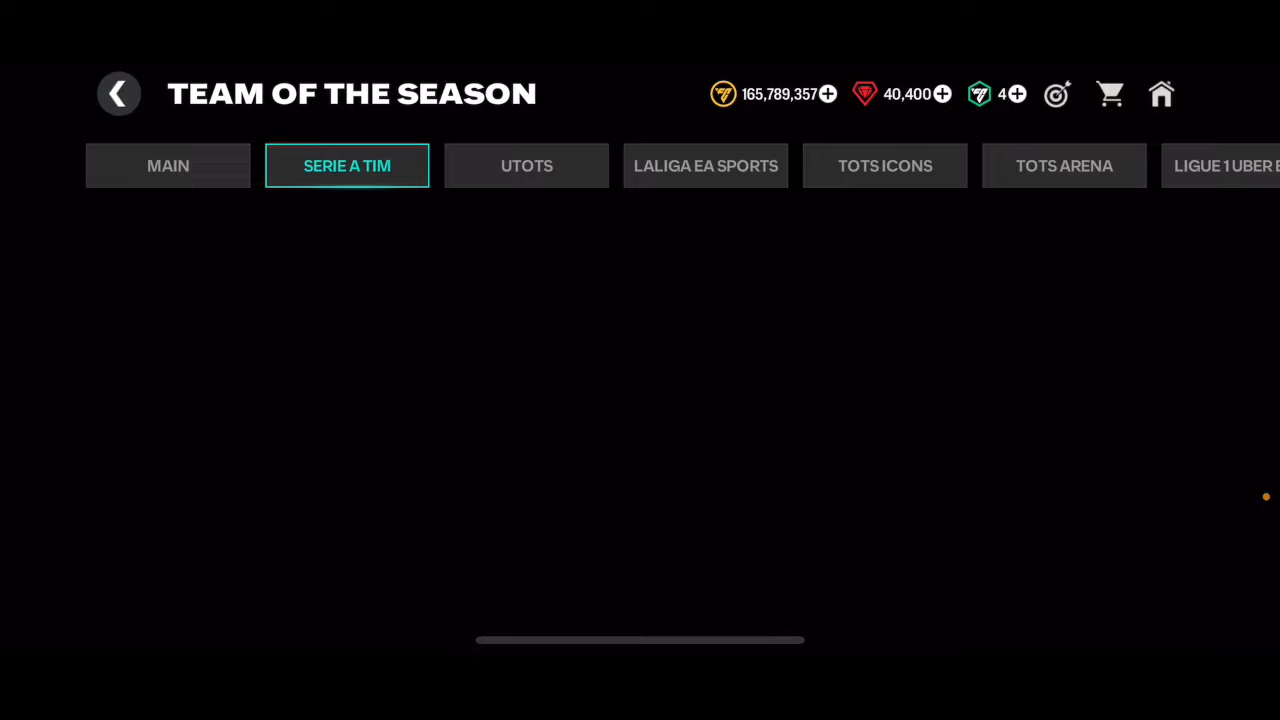 TEAM OF THE SEASON 165,789,357 40,400 4
MAIN SERIE A TIM UTOTS LALIGA EA SPORTS TOTS ICONS TOTS ARENA LIGUE 1 UBER E